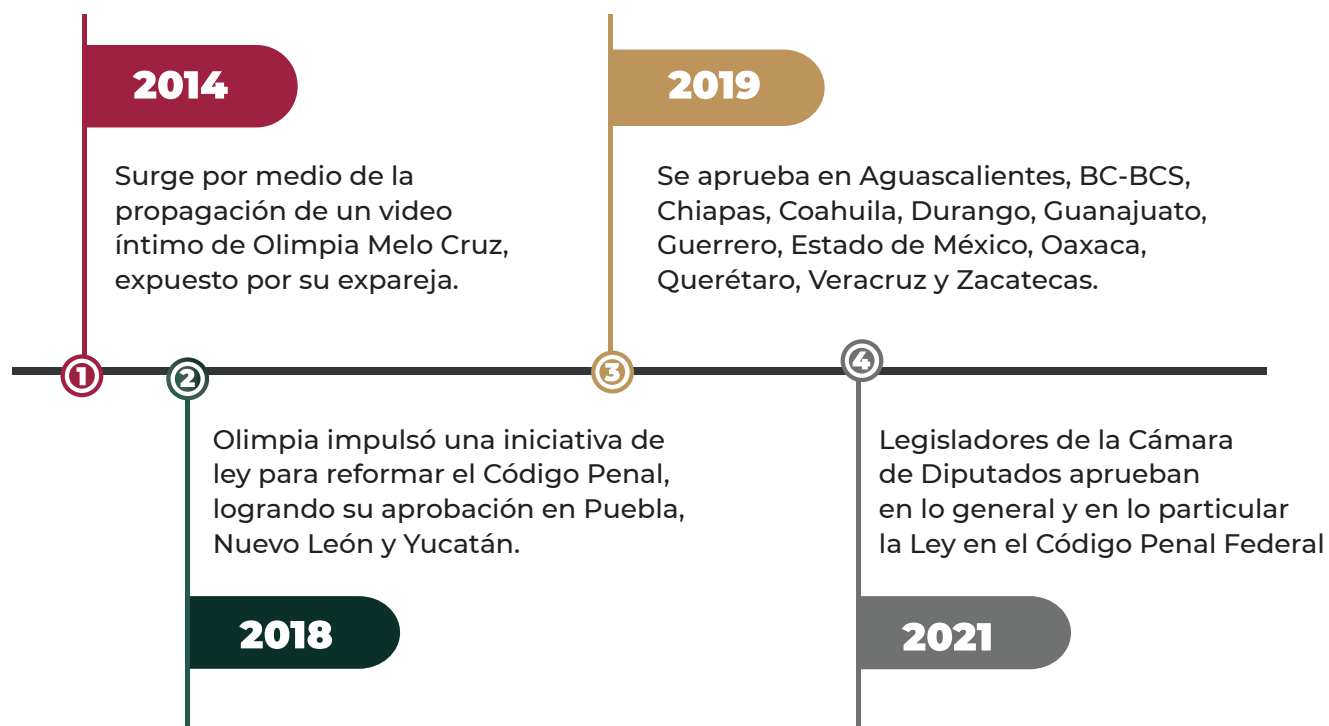 2014
Surge por medio de la
propagación de un video
íntimo de Olimpia Melo Cruz,
expuesto por su expareja.
2019
Se aprueba en Aguascalientes, BC-BCS,
Chiapas, Coahuila, Durango, Guanajuato,
Guerrero, Estado de México, Oaxaca,
Querétaro, Veracruz y Zacatecas.
1
2
3
4
Olimpia impulsó una iniciativa de
ley para reformar el Código Penal,
logrando su aprobación en Puebla,
Nuevo León y Yucatán.
2018
Legisladores de la Cámara
de Diputados aprueban
en lo general y en lo particular
la Ley en el Código Penal Federal
2021